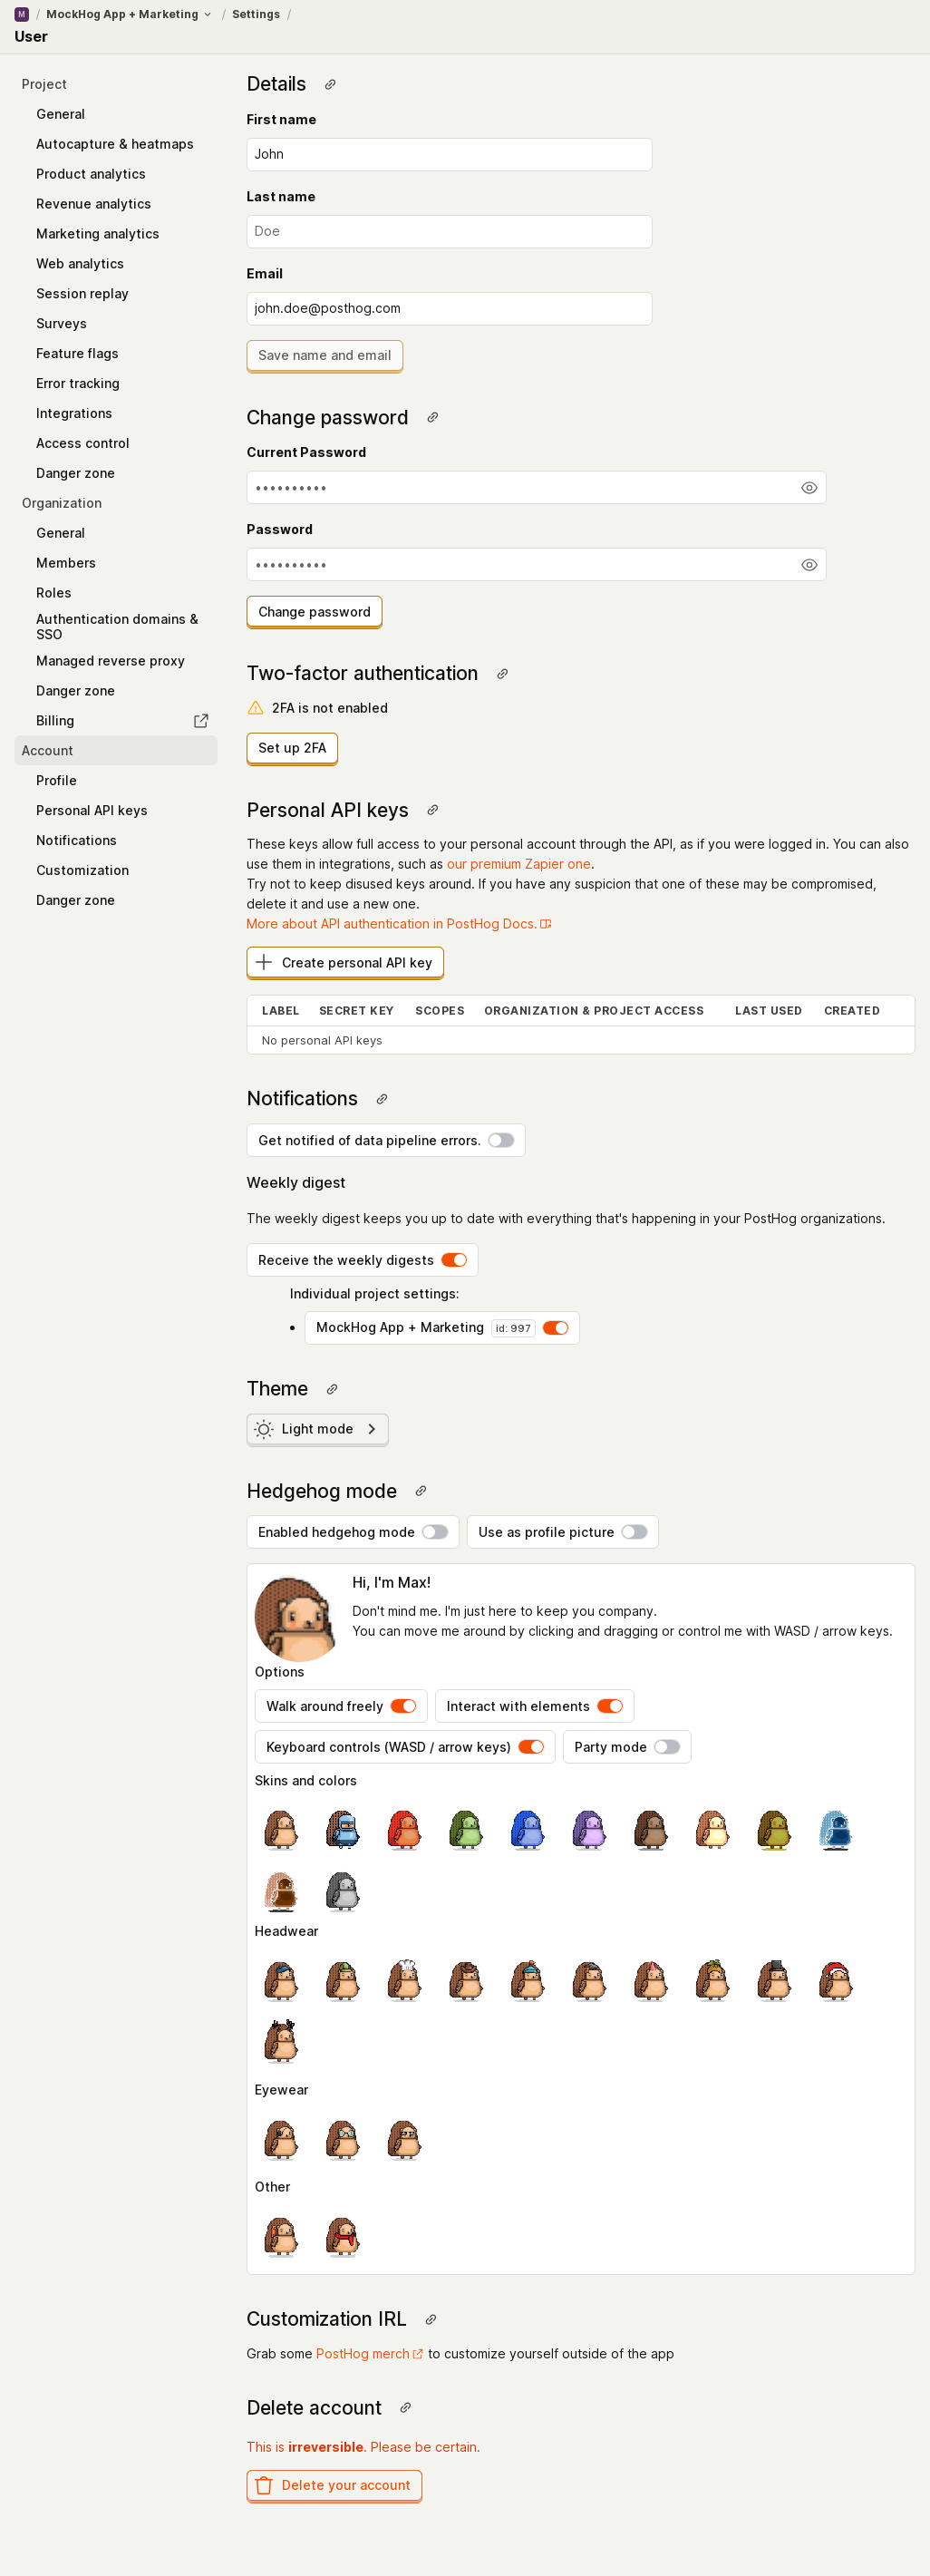 M / MockHog App + Marketing / Settings /
User
Project
General
Autocapture & heatmaps
Product analytics
Revenue analytics
Marketing analytics
Web analytics
Session replay
Surveys
Feature flags
Error tracking
Integrations
Access control
Danger zone
Organization
General
Members
Roles
Authentication domains &
SSO
Managed reverse proxy
Danger zone
Billing
Account
Profile
Personal API keys
Notifications
Customization
Danger zone
Details
First name
John
Last name
Doe
Email
john.doe@posthog.com
Save name and email
Change password
Current Password
••••••••••
Password
••••••••••
Change password
Two-factor authentication
2FA is not enabled
Set up 2FA
Personal API keys
These keys allow full access to your personal account through the API, as if you were logged in. You can also
use them in integrations, such as our premium Zapier one.
Try not to keep disused keys around. If you have any suspicion that one of these may be compromised,
delete it and use a new one.
More about API authentication in PostHog Docs.
Create personal API key
LABEL SECRET KEY SCOPES ORGANIZATION & PROJECT ACCESS LAST USED CREATED
No personal API keys
Notifications
Get notified of data pipeline errors.
Weekly digest
The weekly digest keeps you up to date with everything that's happening in your PostHog organizations.
Receive the weekly digests
Individual project settings:
• MockHog App + Marketing id: 997
Theme
Light mode
Hedgehog mode
Enabled hedgehog mode Use as profile picture
Hi, I'm Max!
Don't mind me. I'm just here to keep you company.
You can move me around by clicking and dragging or control me with WASD / arrow keys.
Options
Walk around freely Interact with elements
Keyboard controls (WASD / arrow keys) Party mode
Skins and colors
Headwear
Eyewear
Other
Customization IRL
Grab some PostHog merch to customize yourself outside of the app
Delete account
This is irreversible. Please be certain.
Delete your account